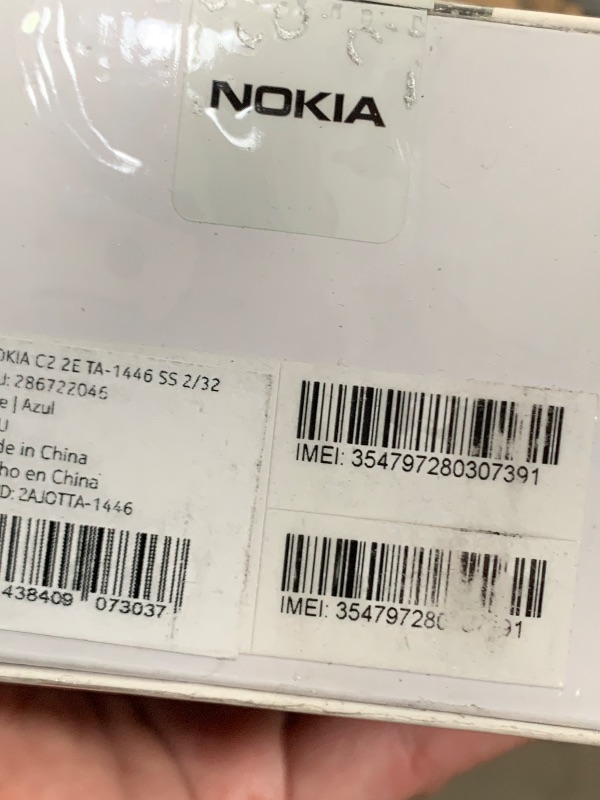 NOKIA
OKIA C2 2E TA-1446 SS 2/32
U: 286722046
e | Azul
U
de in China
ho en China
D: 2AJOTTA-1446
438409 073037
IMEI: 354797280307391
IMEI: 354797280